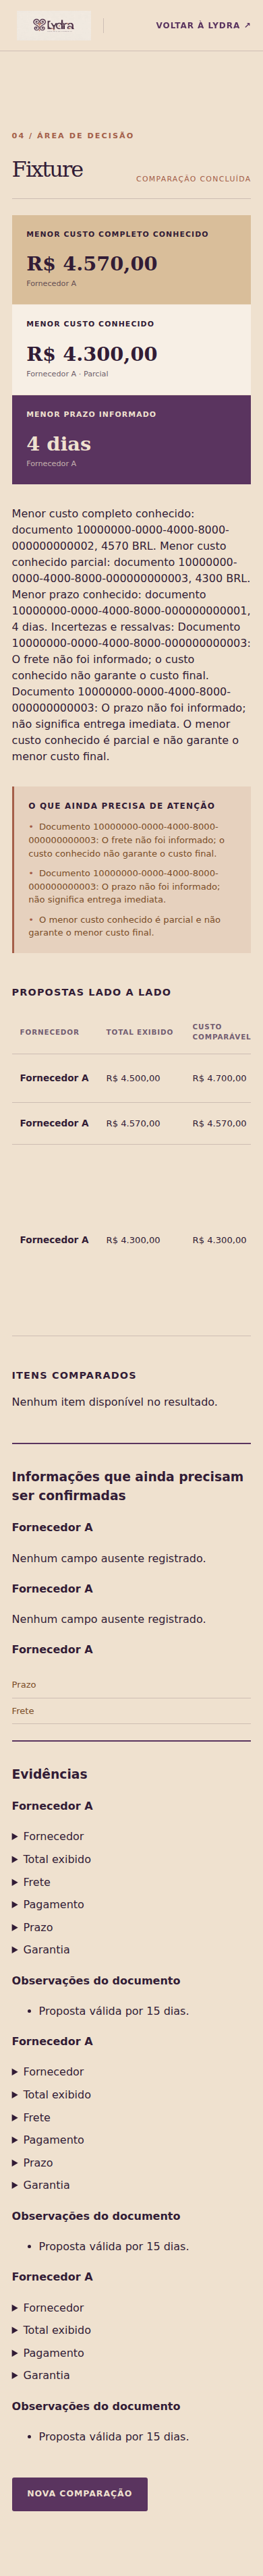 Lydra
VOLTAR À LYDRA ↗
04 / ÁREA DE DECISÃO
Fixture
COMPARAÇÃO CONCLUÍDA
MENOR CUSTO COMPLETO CONHECIDO
R$ 4.570,00
Fornecedor A
MENOR CUSTO CONHECIDO
R$ 4.300,00
Fornecedor A · Parcial
MENOR PRAZO INFORMADO
4 dias
Fornecedor A
Menor custo completo conhecido:
documento 10000000-0000-4000-8000-
000000000002, 4570 BRL. Menor custo
conhecido parcial: documento 10000000-
0000-4000-8000-000000000003, 4300 BRL.
Menor prazo conhecido: documento
10000000-0000-4000-8000-000000000001,
4 dias. Incertezas e ressalvas: Documento
10000000-0000-4000-8000-000000000003:
O frete não foi informado; o custo
conhecido não garante o custo final.
Documento 10000000-0000-4000-8000-
000000000003: O prazo não foi informado;
não significa entrega imediata. O menor
custo conhecido é parcial e não garante o
menor custo final.
O QUE AINDA PRECISA DE ATENÇÃO
• Documento 10000000-0000-4000-8000-
000000000003: O frete não foi informado; o
custo conhecido não garante o custo final.
• Documento 10000000-0000-4000-8000-
000000000003: O prazo não foi informado;
não significa entrega imediata.
• O menor custo conhecido é parcial e não
garante o menor custo final.
PROPOSTAS LADO A LADO
FORNECEDOR TOTAL EXIBIDO CUSTO COMPARÁVEL
Fornecedor A R$ 4.500,00 R$ 4.700,00
Fornecedor A R$ 4.570,00 R$ 4.570,00
Fornecedor A R$ 4.300,00 R$ 4.300,00
ITENS COMPARADOS
Nenhum item disponível no resultado.
Informações que ainda precisam
ser confirmadas
Fornecedor A
Nenhum campo ausente registrado.
Fornecedor A
Nenhum campo ausente registrado.
Fornecedor A
Prazo
Frete
Evidências
Fornecedor A
▶ Fornecedor
▶ Total exibido
▶ Frete
▶ Pagamento
▶ Prazo
▶ Garantia
Observações do documento
• Proposta válida por 15 dias.
Fornecedor A
▶ Fornecedor
▶ Total exibido
▶ Frete
▶ Pagamento
▶ Prazo
▶ Garantia
Observações do documento
• Proposta válida por 15 dias.
Fornecedor A
▶ Fornecedor
▶ Total exibido
▶ Pagamento
▶ Garantia
Observações do documento
• Proposta válida por 15 dias.
NOVA COMPARAÇÃO